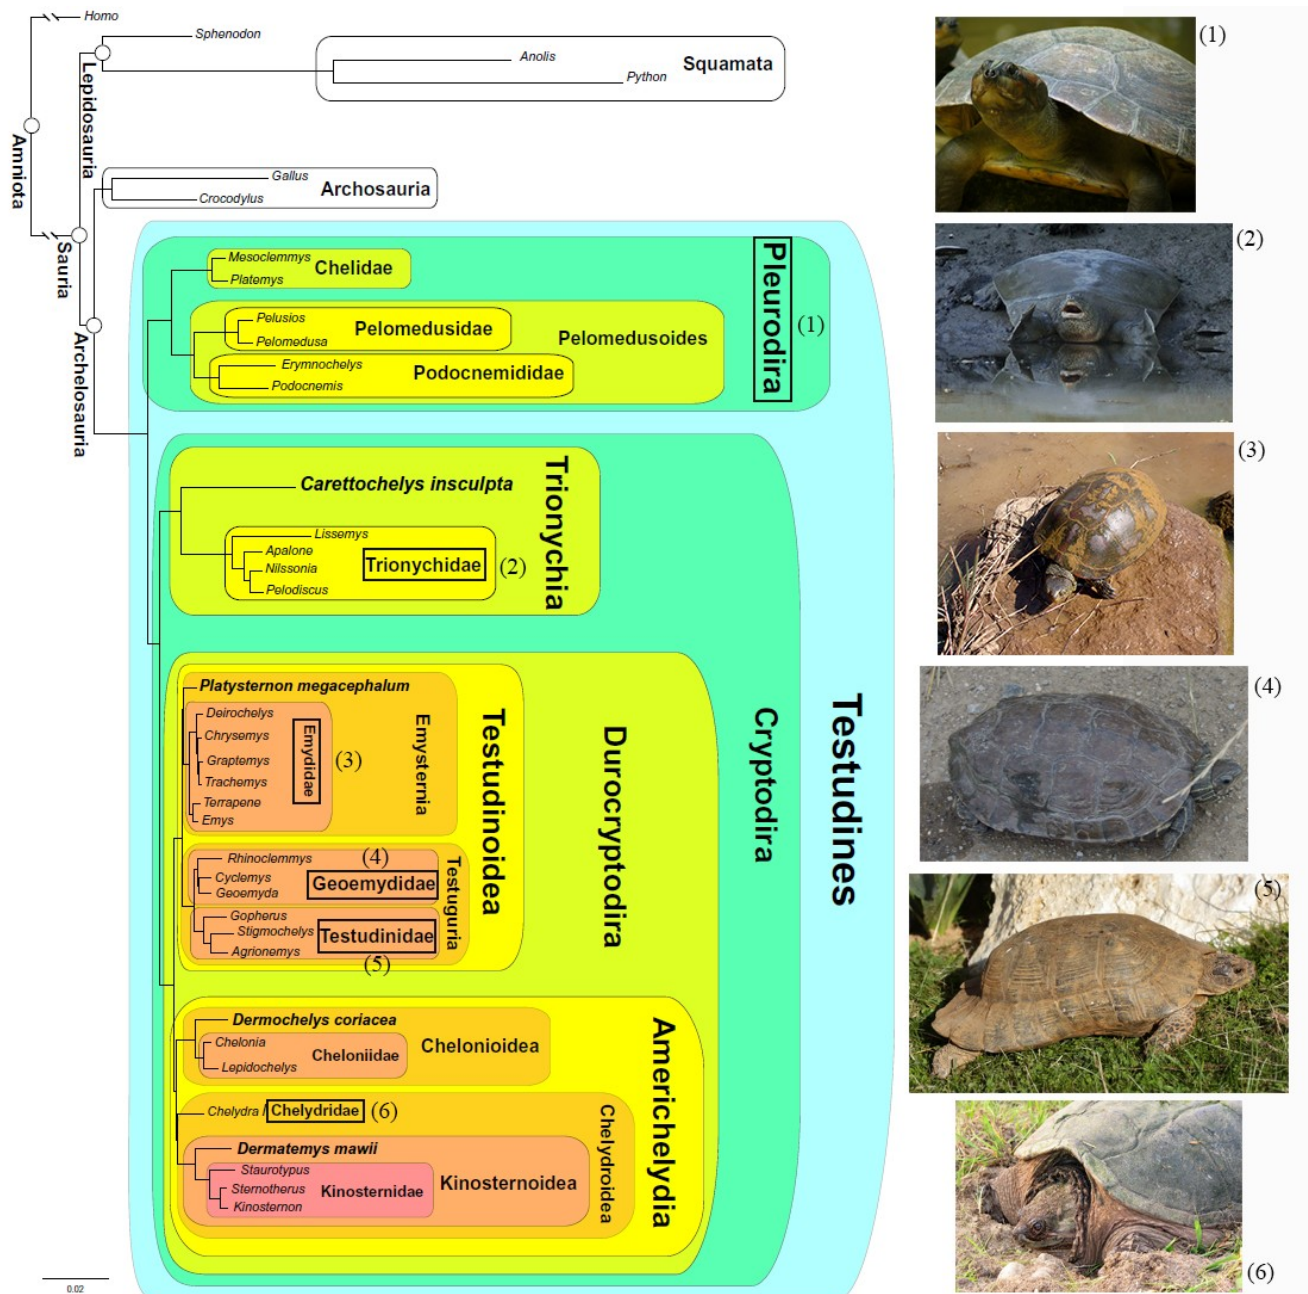 Homo
Sphenodon
Anolis
Python
Squamata
Lepidosauria
Amniota
Gallus
Crocodylus
Archosauria
Sauria
Archelosauria
Mesoclemmys
Platemys
Chelidae
Pelusios
Pelomedusa
Pelomedusidae
Erymnochelys
Podocnemis
Podocnemididae
Pelomedusoides
Pleurodira
(1)
Carettochelys insculpta
Lissemys
Apalone
Nilssonia
Pelodiscus
Trionychidae
(2)
Trionychia
Platysternon megacephalum
Deirochelys
Chrysemys
Graptemys
Trachemys
Terrapene
Emys
Emydidae
(3)
Emysternia
Rhinoclemmys
Cyclemys
Geoemyda
(4)
Geoemydidae
Gopherus
Stigmochelys
Agrionemys
Testudinidae
(5)
Testuguria
Testudinoidea
Durocryptodira
Cryptodira
Testudines
Dermochelys coriacea
Chelonia
Lepidochelys
Cheloniidae
Chelonioidea
Chelydra /
Chelydridae
(6)
Dermatemys mawii
Staurotypus
Sternotherus
Kinosternon
Kinosternidae
Kinosternoidea
Chelydroidea
Americhelydia
0.02
(1)
(2)
(3)
(4)
(5)
(6)